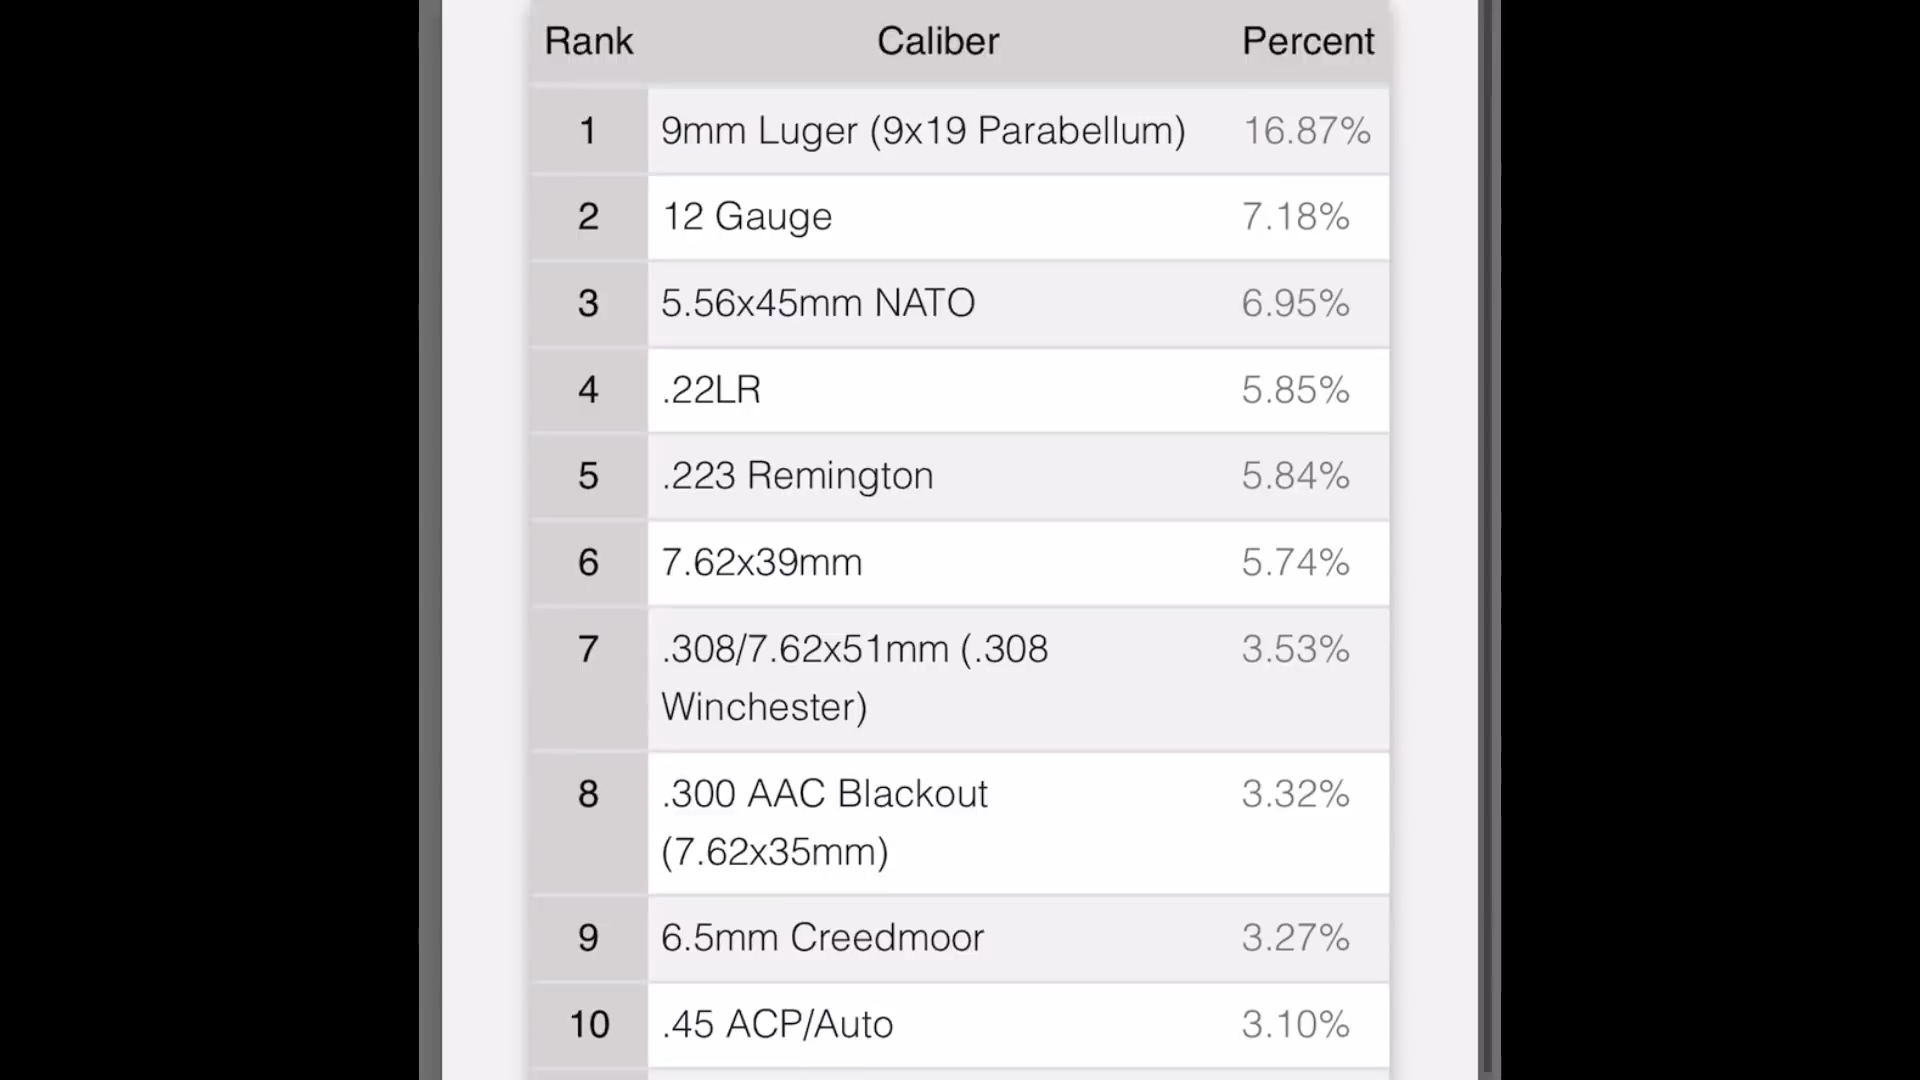 Rank Caliber Percent
1 9mm Luger (9x19 Parabellum) 16.87%
2 12 Gauge 7.18%
3 5.56x45mm NATO 6.95%
4 .22LR 5.85%
5 .223 Remington 5.84%
6 7.62x39mm 5.74%
7 .308/7.62x51mm (.308 3.53%
Winchester)
8 .300 AAC Blackout 3.32%
(7.62x35mm)
9 6.5mm Creedmoor 3.27%
10 .45 ACP/Auto 3.10%